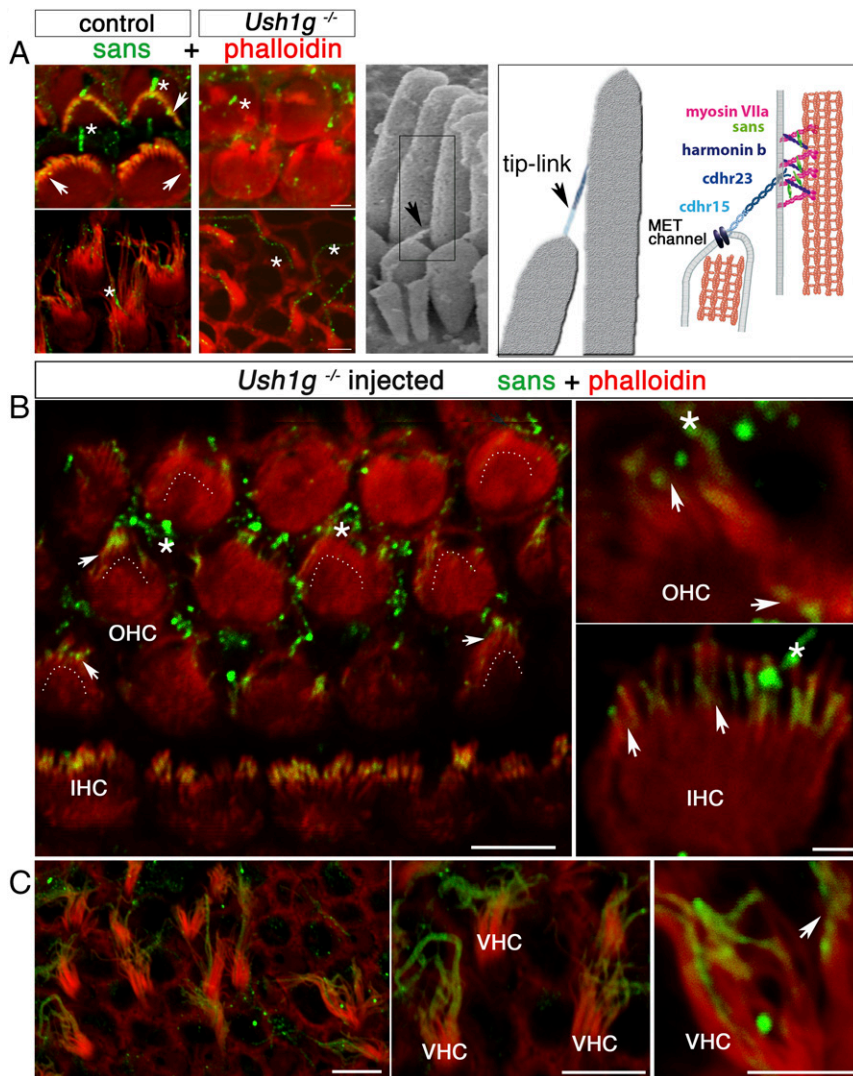 control
Ush1g -/-
sans + phalloidin
A
*
*
*
*
*
*
tip-link
myosin VIIa
sans
harmonin b
cdhr23
cdhr15
MET
channel
Ush1g -/- injected sans + phalloidin
B
*
*
OHC
IHC
*
OHC
*
IHC
C
VHC
VHC
VHC
VHC